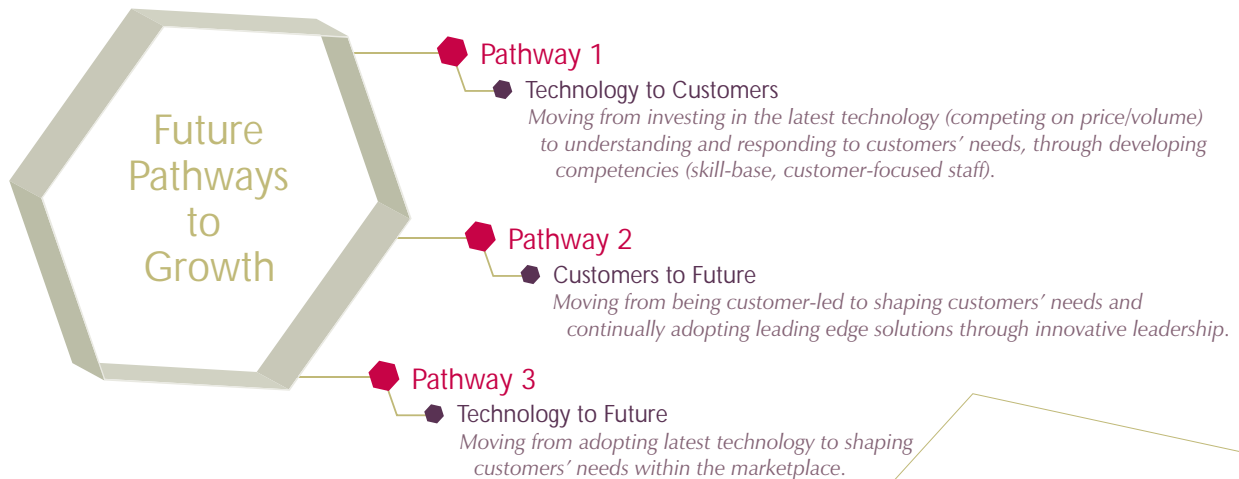 Future
Pathways
to
Growth
Pathway 1
Technology to Customers
Moving from investing in the latest technology (competing on price/volume)
to understanding and responding to customers’ needs, through developing
competencies (skill-base, customer-focused staff).
Pathway 2
Customers to Future
Moving from being customer-led to shaping customers’ needs and
continually adopting leading edge solutions through innovative leadership.
Pathway 3
Technology to Future
Moving from adopting latest technology to shaping
customers’ needs within the marketplace.